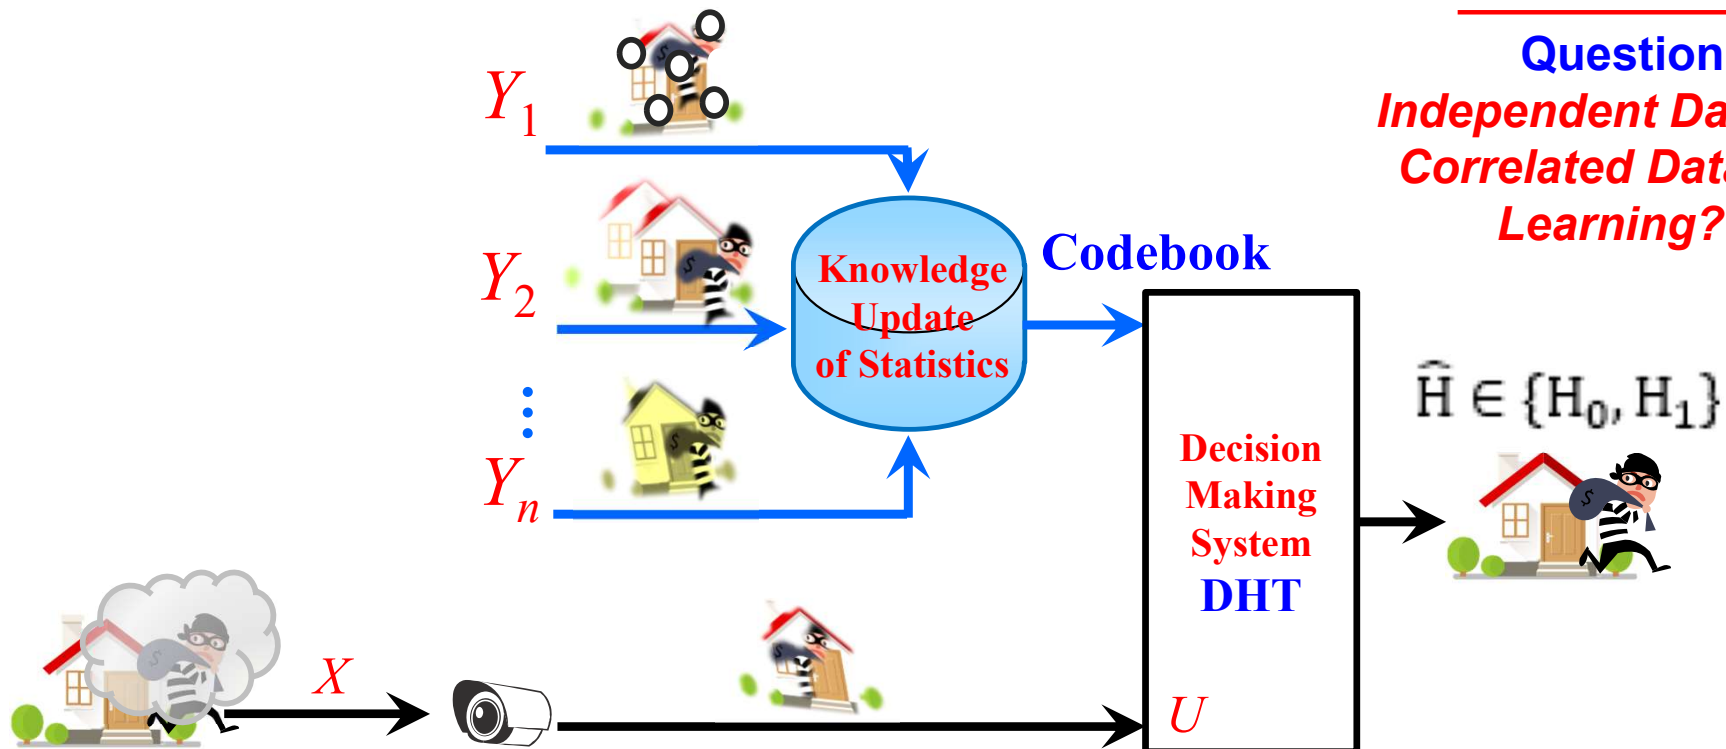 Question
Independent Da
Correlated Data
Learning?
Y1
Y2
Yn
Knowledge
Update
of Statistics
Codebook
Decision
Making
System
DHT
Ĥ ∈ {H0, H1}
X
U